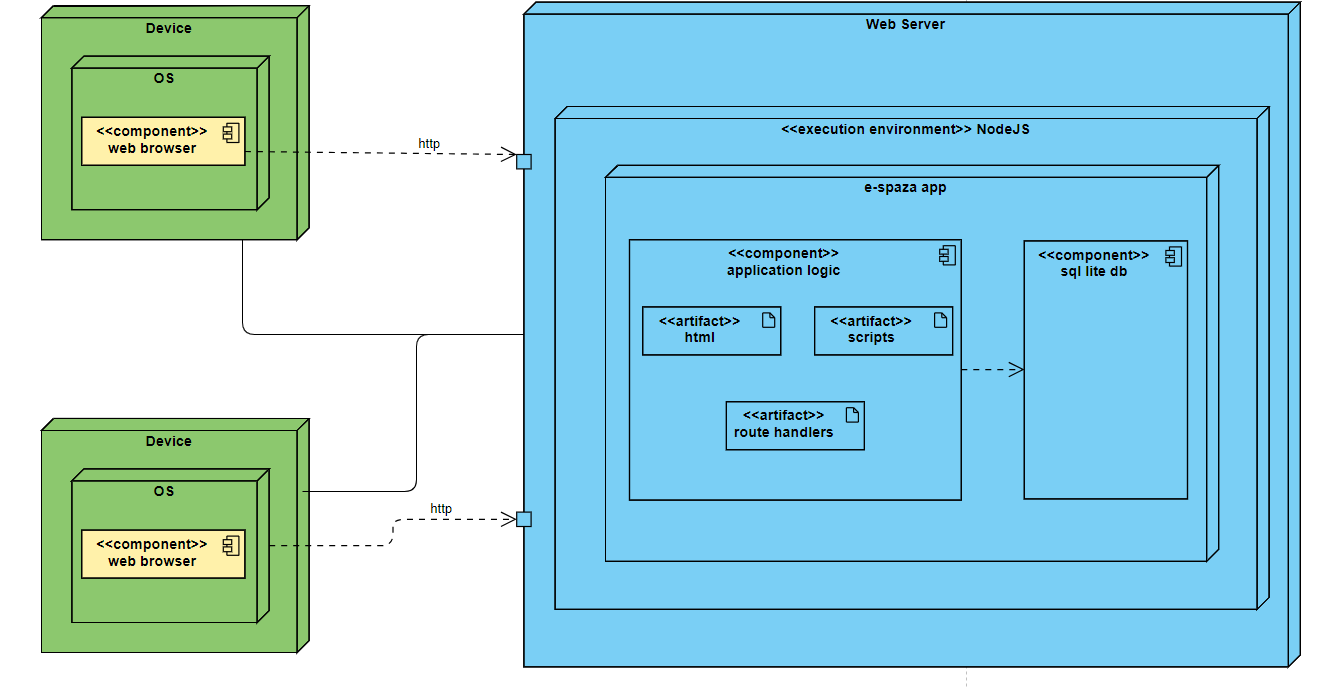 Device
OS
<<component>>
web browser
http
Web Server
<<execution environment>> NodeJS
e-spaza app
<<component>>
application logic
<<artifact>>
html
<<artifact>>
scripts
<<artifact>>
route handlers
<<component>>
sql lite db
Device
OS
<<component>>
web browser
http